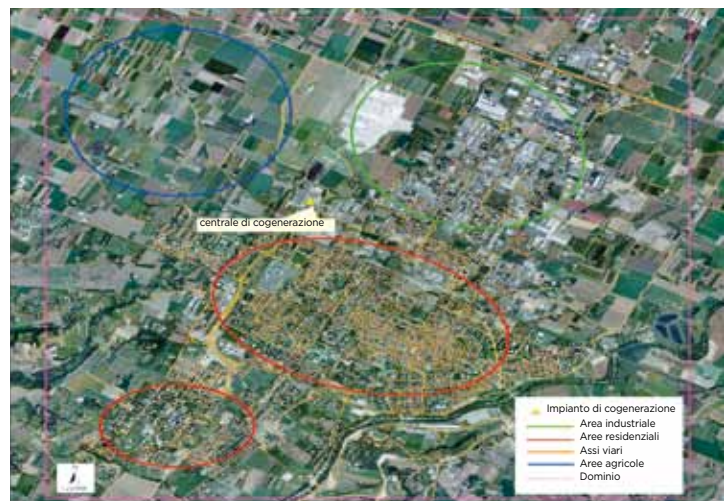 centrale di cogenerazione
Impianto di cogenerazione
Area industriale
Aree residenziali
Assi viari
Aree agricole
Dominio